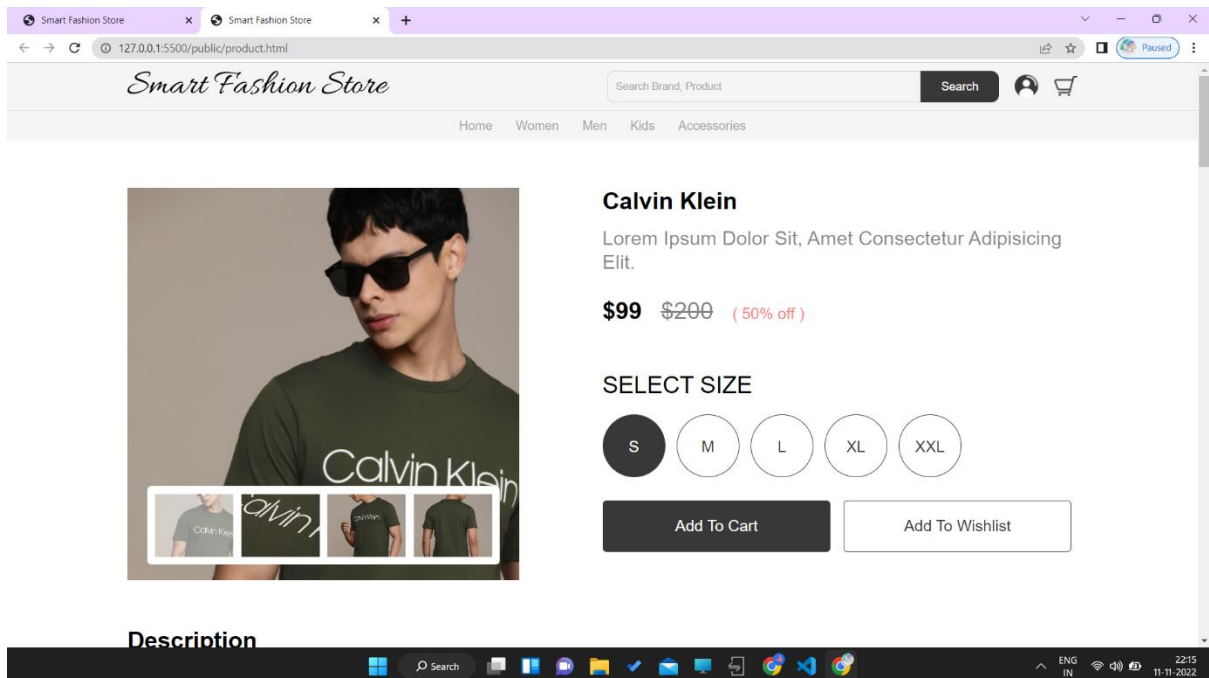 Smart Fashion Store
Smart Fashion Store
127.0.0.1:5500/public/product.html
Paused
Smart Fashion Store
Search Brand, Product
Search
Home Women Men Kids Accessories
Calvin Klein
Lorem Ipsum Dolor Sit, Amet Consectetur Adipisicing
Elit.
$99 $200 ( 50% off )
SELECT SIZE
S M L XL XXL
Add To Cart Add To Wishlist
Calvin Klein
Calvin Klein
Calvin
Description
Search
ENG
IN
22:15
11-11-2022